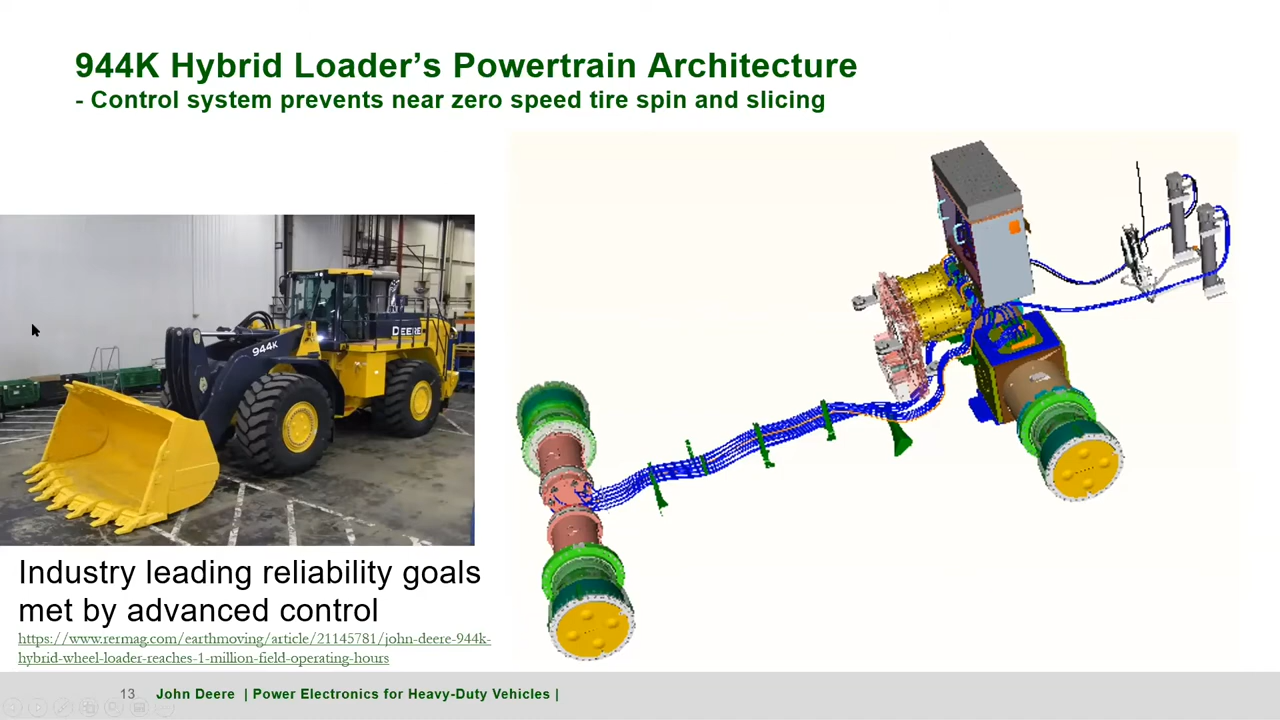 944K Hybrid Loader’s Powertrain Architecture
- Control system prevents near zero speed tire spin and slicing
944K
DEERE
Industry leading reliability goals
met by advanced control
https://www.rermag.com/earthmoving/article/21145781/john-deere-944k-
hybrid-wheel-loader-reaches-1-million-field-operating-hours
13 John Deere | Power Electronics for Heavy-Duty Vehicles |